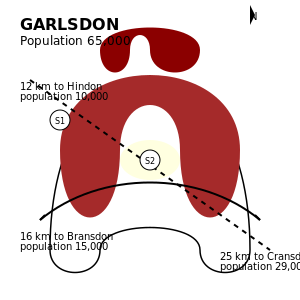 GARLSDON
N
Population 65,000
12 km to Hindon
population 10,000
S1
S2
16 km to Bransdon
population 15,000
25 km to Cransd
population 29,00